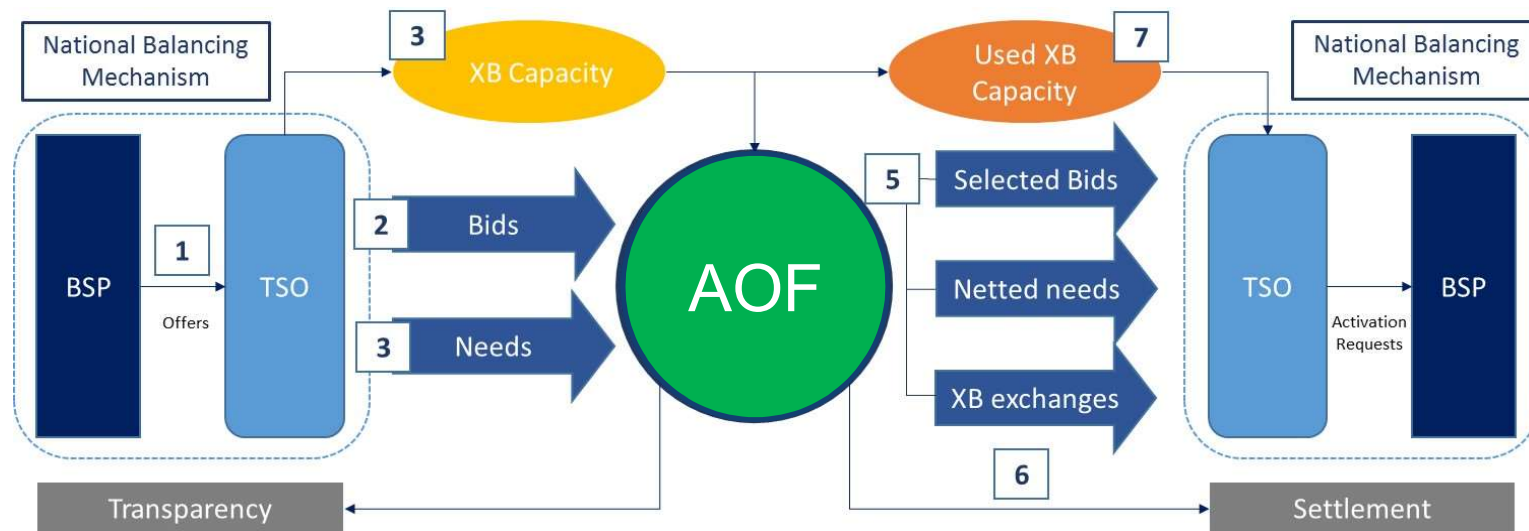 National Balancing
Mechanism
3
XB Capacity
Used XB
Capacity
7
National Balancing
Mechanism
BSP
1
Offers
TSO
2
Bids
3
Needs
AOF
5
Selected Bids
Netted needs
XB exchanges
TSO
Activation
Requests
BSP
6
Transparency
Settlement